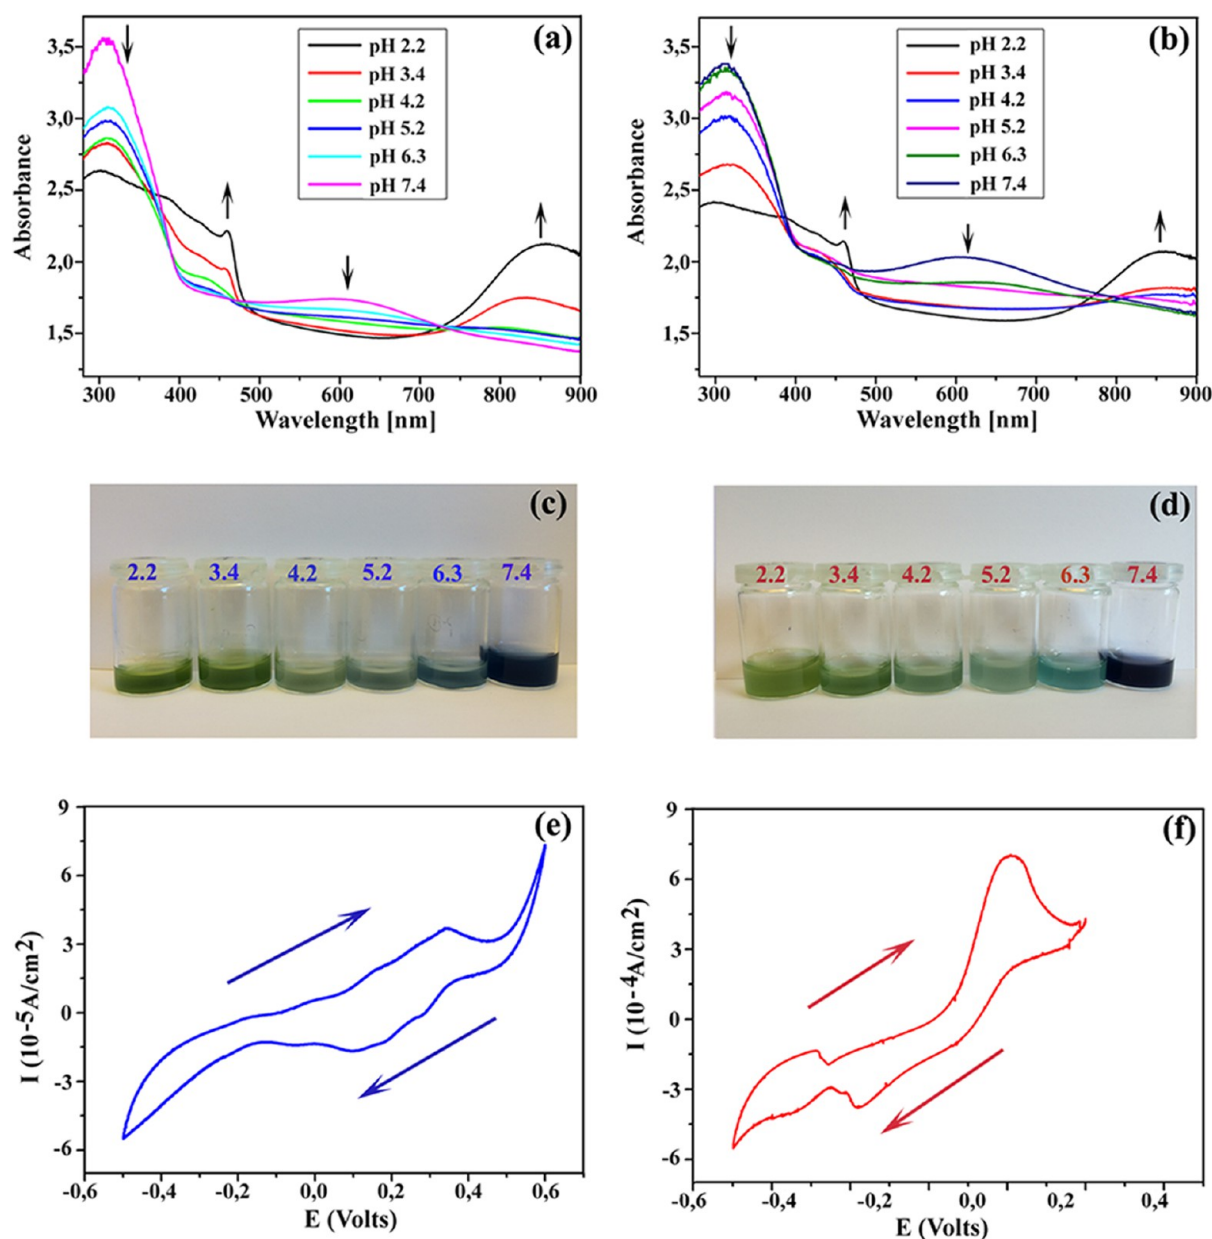 (a)
pH 2.2
pH 3.4
pH 4.2
pH 5.2
pH 6.3
pH 7.4
3,5
3,0
2,5
2,0
1,5
Absorbance
300 400 500 600 700 800 900
Wavelength [nm]
(b)
pH 2.2
pH 3.4
pH 4.2
pH 5.2
pH 6.3
pH 7.4
3,5
3,0
2,5
2,0
1,5
Absorbance
300 400 500 600 700 800 900
Wavelength [nm]
(c)
2.2 3.4 4.2 5.2 6.3 7.4
(d)
2.2 3.4 4.2 5.2 6.3 7.4
(e)
9
6
3
0
-3
-6
I (10-5A/cm2)
-0,6 -0,4 -0,2 0,0 0,2 0,4 0,6
E (Volts)
(f)
9
6
3
0
-3
-6
I (10-4A/cm2)
-0,6 -0,4 -0,2 0,0 0,2 0,4
E (Volts)